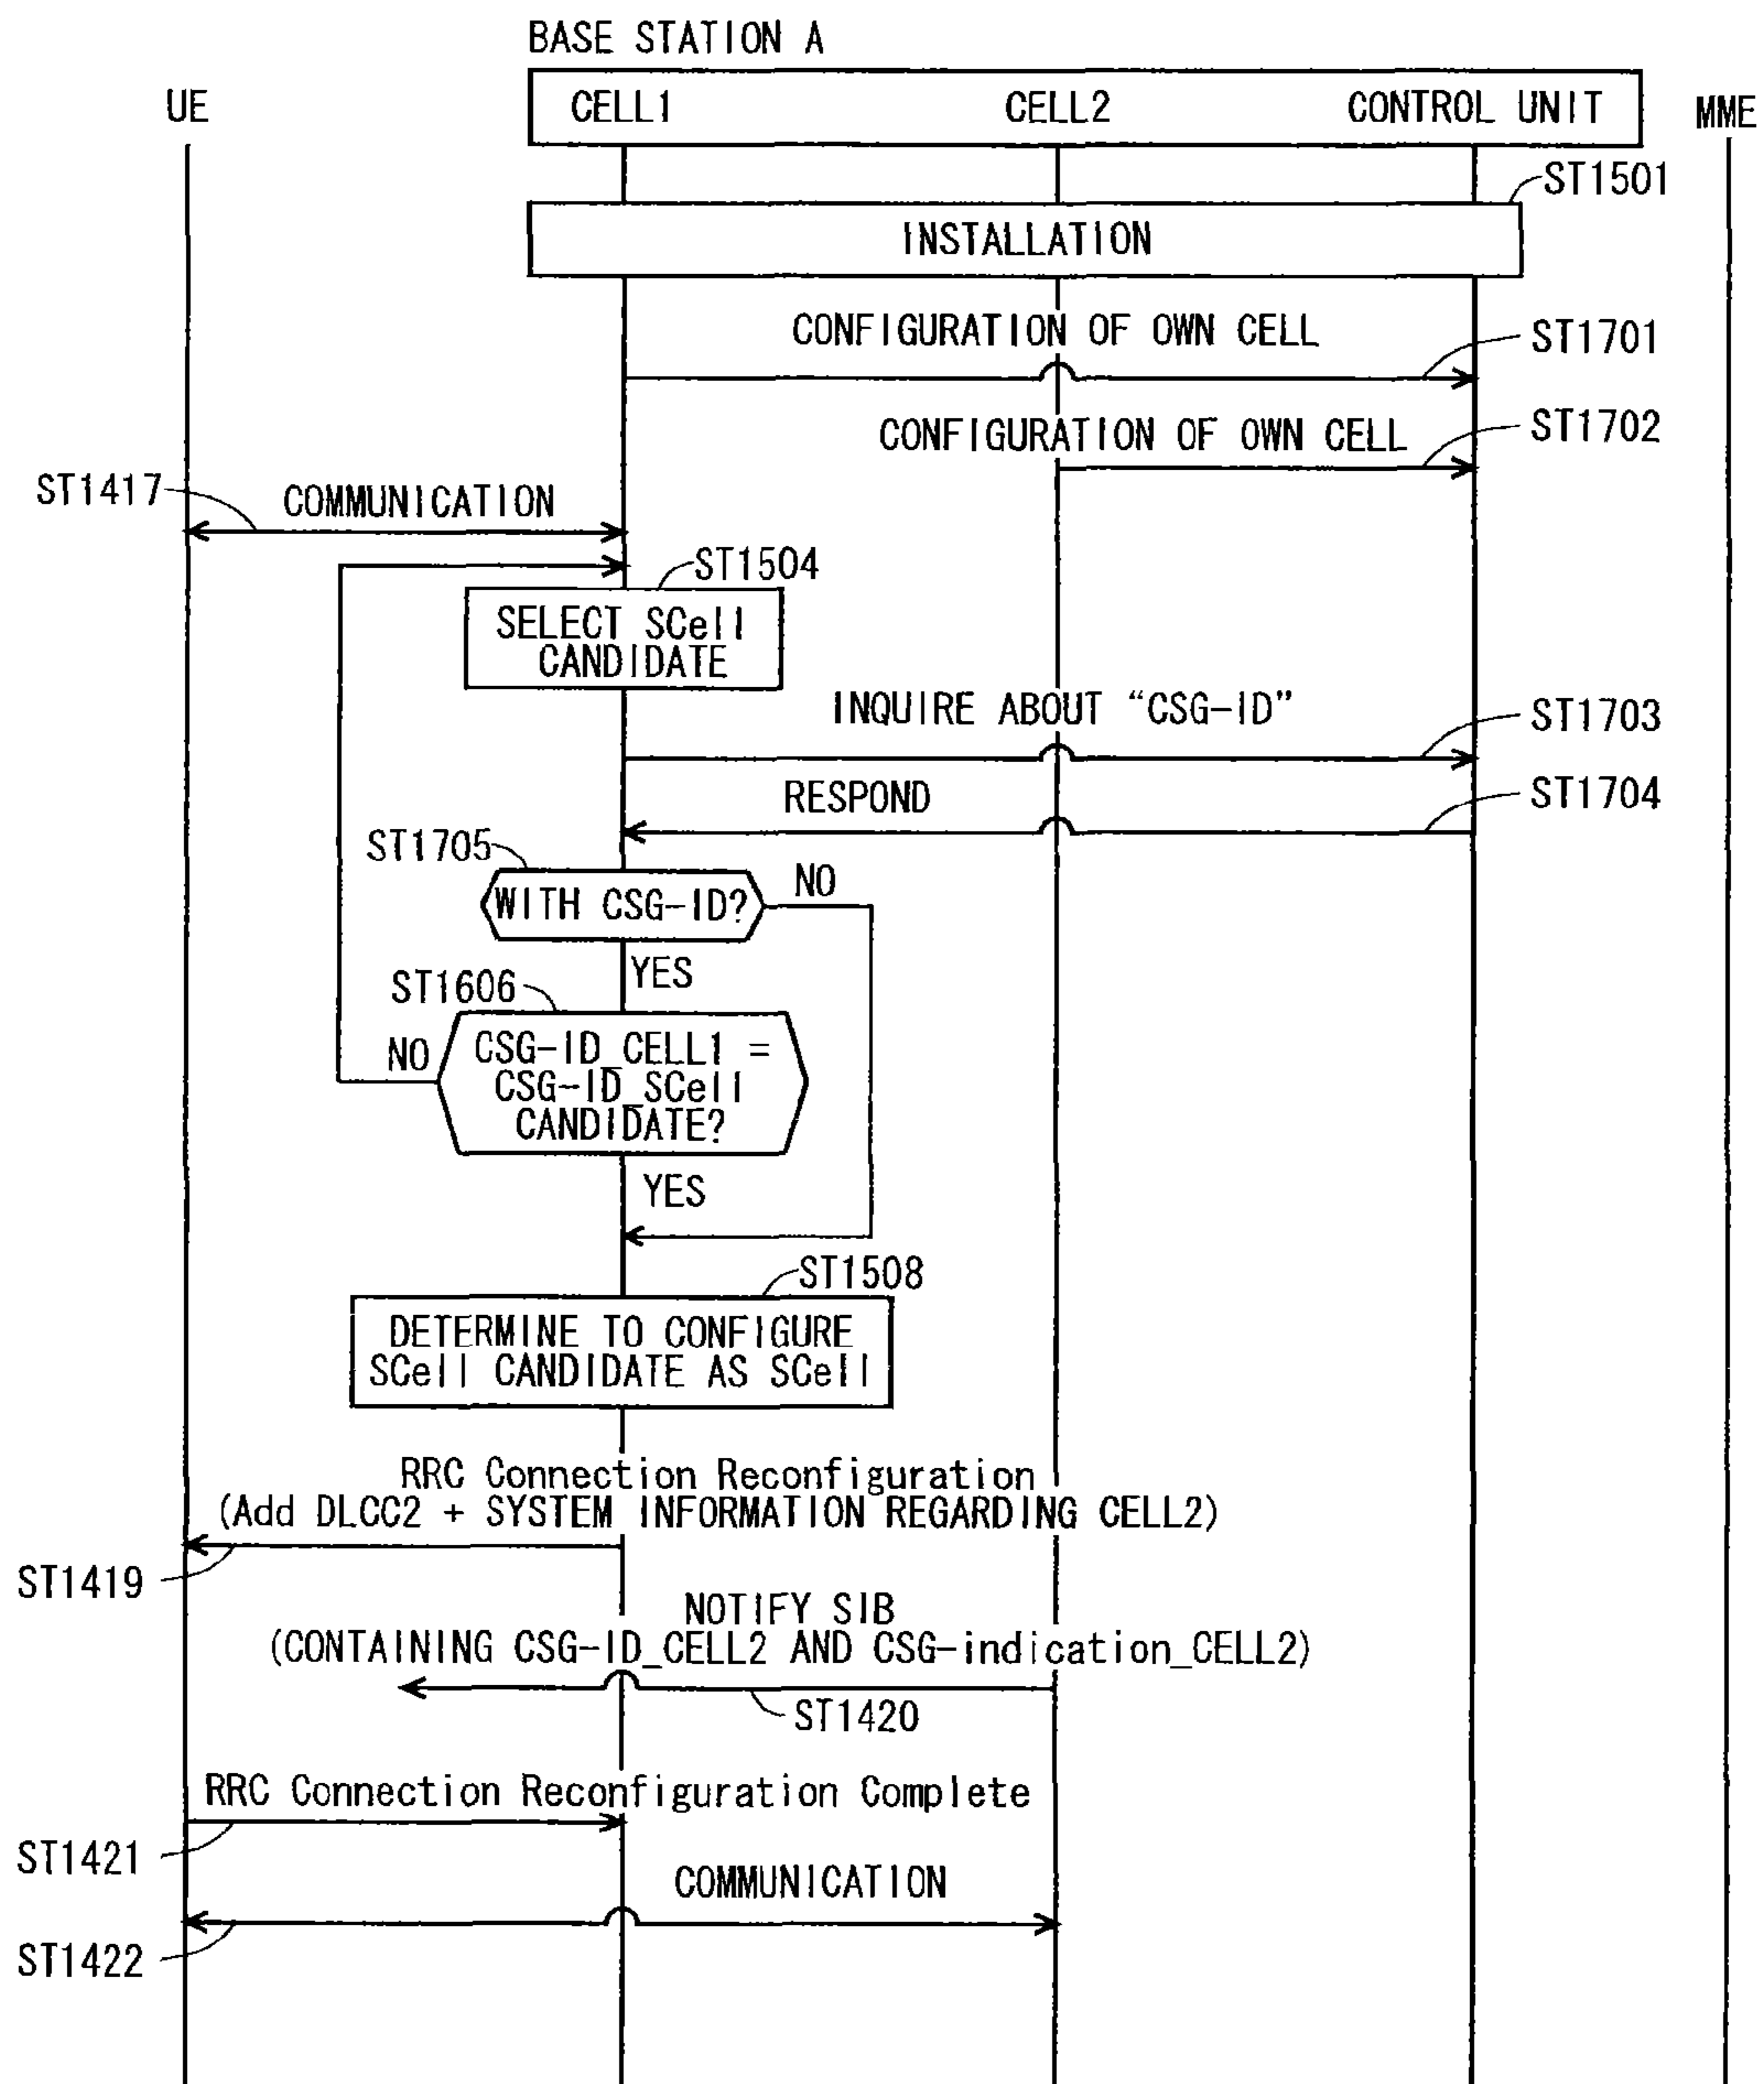 BASE STATION A
UE
CELL1
CELL2
CONTROL UNIT
MME
ST1501
INSTALLATION
CONFIGURATION OF OWN CELL
ST1701
CONFIGURATION OF OWN CELL
ST1702
ST1417
COMMUNICATION
ST1504
SELECT SCell
CANDIDATE
INQUIRE ABOUT “CSG-ID”
ST1703
RESPOND
ST1704
ST1705
WITH CSG-ID?
NO
YES
ST1606
NO
CSG-ID_CELL1 =
CSG-ID_SCell
CANDIDATE?
YES
ST1508
DETERMINE TO CONFIGURE
SCell CANDIDATE AS SCell
RRC Connection Reconfiguration
(Add DLCC2 + SYSTEM INFORMATION REGARDING CELL2)
ST1419
NOTIFY SIB
(CONTAINING CSG-ID_CELL2 AND CSG-indication_CELL2)
ST1420
RRC Connection Reconfiguration Complete
ST1421
COMMUNICATION
ST1422